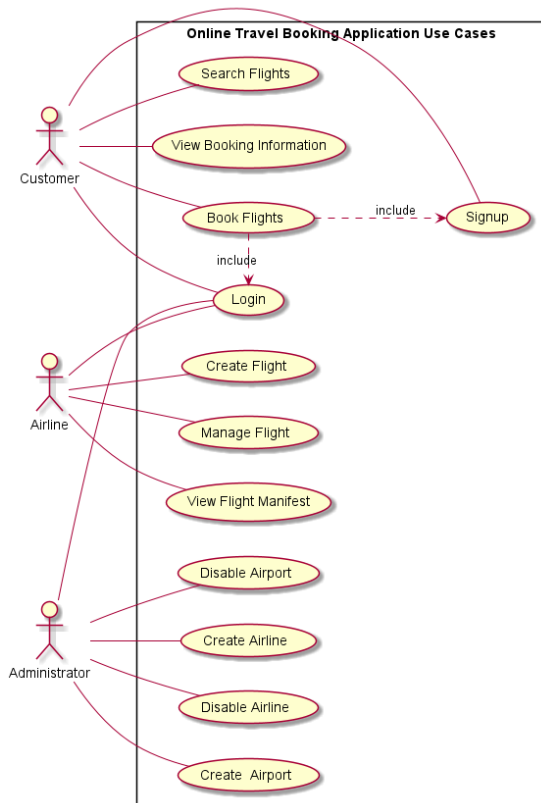 Online Travel Booking Application Use Cases
Search Flights
Customer
View Booking Information
Book Flights
include
Signup
include
Login
Airline
Create Flight
Manage Flight
View Flight Manifest
Disable Airport
Administrator
Create Airline
Disable Airline
Create  Airport